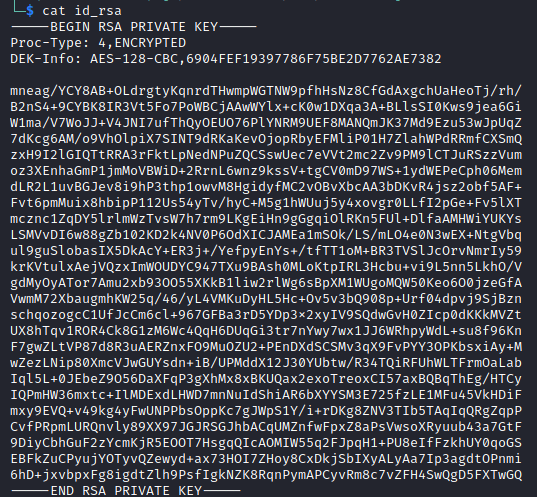 $ cat id_rsa
-----BEGIN RSA PRIVATE KEY-----
Proc-Type: 4,ENCRYPTED
DEK-Info: AES-128-CBC,6904FEF19397786F75BE2D7762AE7382

mneag/YCY8AB+OLdrgtyKqnrdTHwmpWGTNW9pfhHsNz8CfGdAxgchUaHeoTj/rh/
B2nS4+9CYBK8IR3Vt5Fo7PoWBCjAAwWYlx+cK0w1DXqa3A+BLlsSI0Kws9jea6Gi
W1ma/V7WoJJ+V4JNI7ufThQyOEUO76PlYNRM9UEF8MANQmJK37Md9Ezu53wJpUqZ
7dKcg6AM/o9VhOlpiX7SINT9dRKaKevOjopRbyEFMliP01H7ZlahWPdRRmfCXSmQ
zxH9I2lGIQTtRRA3rFktLpNedNPuZQCSswUec7eVVt2mc2Zv9PM9lCTJuRSzzVum
oz3XEnhaGmP1jmMoVBWiD+2RrnL6wnz9kssV+tgCV0mD97WS+1ydWEPeCph06Mem
dLR2L1uvBGJev8i9hP3thp1owvM8HgidyfMC2vOBvXbcAA3bDKvR4jsz2obf5AF+
Fvt6pmMuix8hbipP112Us54yTv/hyC+M5g1hWUuj5y4xovgr0LLfI2pGe+Fv5lXT
mcznc1ZqDY5lrlmWzTvsW7h7rm9LKgEiHn9gGgqiOlRKn5FUl+DlfaAMHWiYUKYs
LSMVvDI6w88gZb102KD2k4NV0P6OdXICJAMEa1mSOk/LS/mLO4e0N3wEX+NtgVbq
ul9guSlobasIX5DkAcY+ER3j+/YefpyEnYs+/tfTT1oM+BR3TVSlJcOrvNmrIy59
krKVtulxAejVQzxImWOUDYC947TXu9BAsh0MLoKtpIRL3Hcbu+vi9L5nn5LkhO/V
gdMyOyATor7Amu2xb93OO55XKkB1liw2rlWg6sBpXM1WUgoMQW50Keo6O0jzeGfA
VwmM72XbaugmhKW25q/46/yL4VMKuDyHL5Hc+Ov5v3bQ908p+Urf04dpvj9SjBzn
schqozogcC1UfJcCm6cl+967GFBa3rD5YDp3×2xyIV9SQdwGvH0ZIcp0dKKkMVZt
UX8hTqv1ROR4Ck8G1zM6Wc4QqH6DUqGi3tr7nYwy7wx1JJ6WRhpyWdL+su8f96Kn
F7gwZLtVP87d8R3uAERZnxFO9MuOZU2+PEnDXdSCSMv3qX9FvPYY3OPKbsxiAy+M
wZezLNip80XmcVJwGUYsdn+iB/UPMddX12J30YUbtw/R34TQiRFUhWLTFrmOaLab
Iql5L+0JEbeZ9O56DaXFqP3gXhMx8xBKUQax2exoTreoxCI57axBQBqThEg/HTCy
IQPmHW36mxtc+IlMDExdLHWD7mnNuIdShiAR6bXYYSM3E725fzLE1MFu45VkHDiF
mxy9EVQ+v49kg4yFwUNPPbsOppKc7gJWpS1Y/i+rDKg8ZNV3TIb5TAqIqQRgZqpP
CvfPRpmLURQnvly89XX97JGJRSGJhbACqUMZnfwFpxZ8aPsVwsoXRyuub43a7GtF
9DiyCbhGuF2zYcmKjR5EOOT7HsgqQIcAOMIW55q2FJpqH1+PU8eIfFzkhUY0qoGS
EBFkZuCPyujYOTyvQZewyd+ax73HOI7ZHoy8CxDkjSbIXyALyAa7Ip3agdtOPnmi
6hD+jxvbpxFg8igdtZlh9PsfIgkNZK8RqnPymAPCyvRm8c7vZFH4SwQgD5FXTwGQ
-----END RSA PRIVATE KEY-----